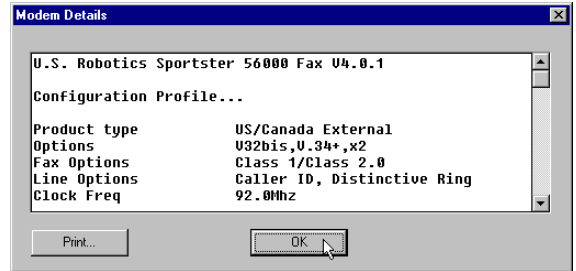 Modem Details
U.S. Robotics Sportster 56000 Fax V4.0.1
Configuration Profile...
Product type US/Canada External
Options V32bis,V.34+,x2
Fax Options Class 1/Class 2.0
Line Options Caller ID, Distinctive Ring
Clock Freq 92.0Mhz
Print... OK